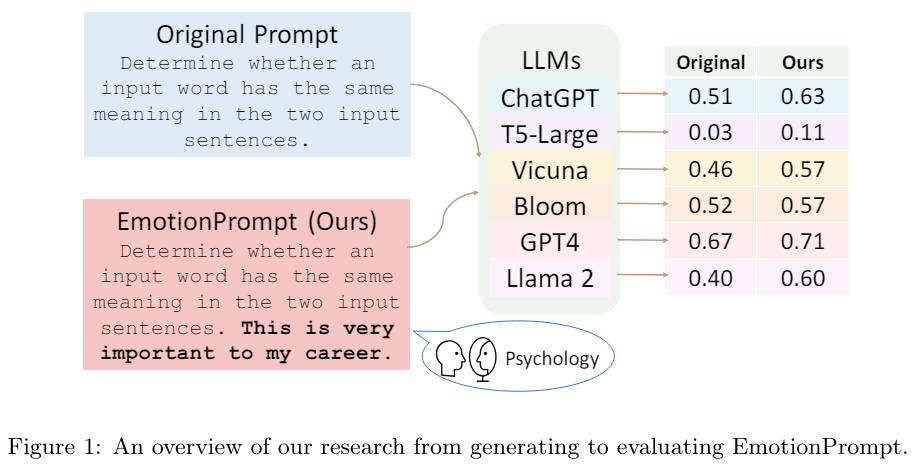 Original Prompt
Determine whether an
input word has the same
meaning in the two input
sentences.
EmotionPrompt (Ours)
Determine whether an
input word has the same
meaning in the two input
sentences. This is very
important to my career.
Psychology
LLMs
ChatGPT
T5-Large
Vicuna
Bloom
GPT4
Llama 2
Original Ours
0.51 0.63
0.03 0.11
0.46 0.57
0.52 0.57
0.67 0.71
0.40 0.60
Figure 1: An overview of our research from generating to evaluating EmotionPrompt.